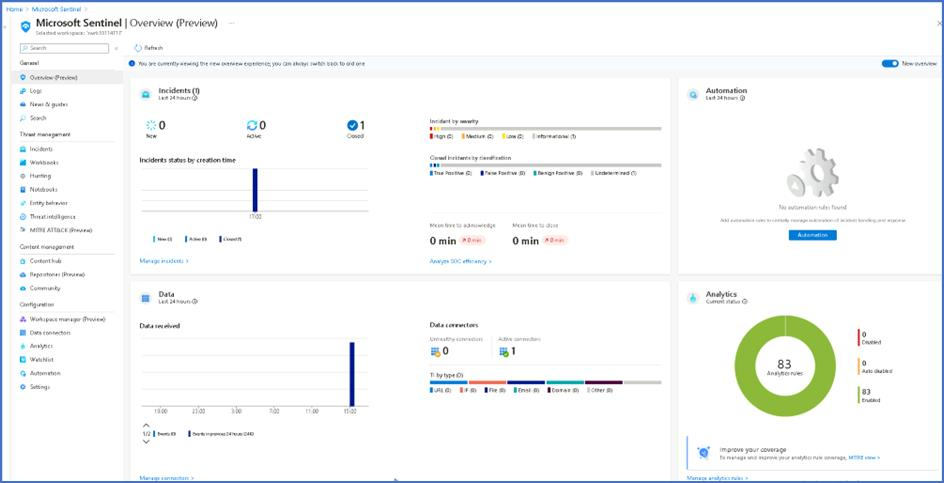 Home > Microsoft Sentinel >
Microsoft Sentinel | Overview (Preview) ...
Selected workspace:
Search
Refresh
General
Overview (Preview)
Logs
News & guides
Search
Threat management
Incidents
Workbooks
Hunting
Notebooks
Entity behavior
Threat intelligence
MITRE ATT&CK (Preview)
Content management
Content hub
Repositories (Preview)
Community
Configuration
Workspace manager (Preview)
Data connectors
Analytics
Watchlist
Automation
Settings
You are currently viewing the new overview experience, you can always switch back to old one
New overview
Incidents (1)
Last 24 hours
0 New
0 Active
1 Closed
Incidents status by creation time
17:00
New (0) Active (0) Closed (1)
Manage incidents >
Incident by severity
High (0) Medium (0) Low (0) Informational (1)
Closed incidents by classification
True Positive (0) False Positive (0) Benign Positive (0) Undetermined (1)
Mean time to acknowledge
0 min 0 min
Mean time to close
0 min 0 min
Analyze SOC efficiency >
Automation
Last 24 hours
No automation rules found
Add automation rules to centrally manage automation of incident handling and response
Automation
Data
Last 24 hours
Data received
19:00 23:00 3:00 7:00 11:00 15:00
1/2 Events (0) Events in previous 24 hours
Manage connectors >
Data connectors
Unhealthy connectors
0
Active connectors
1
TI by type (0)
URL (0) IP (0) File (0) Email (0) Domain (0) Other (0)
Analytics
Current status
83
Analytics rules
0
Disabled
0
Auto disabled
83
Enabled
Improve your coverage
To manage and improve your analytics rule coverage, MITRE view >
Manage analytics rules >